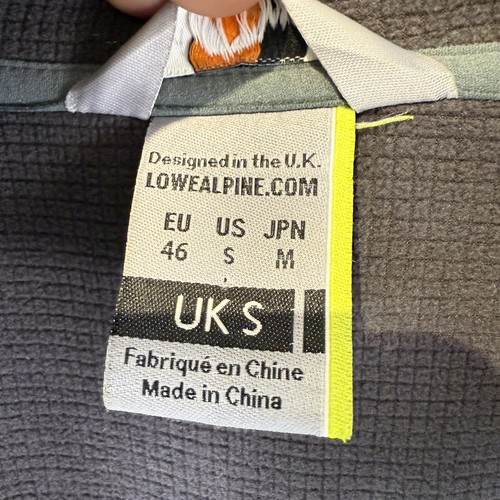 Designed in the U.K.
LOWEALPINE.COM
EU US JPN
46 S M
UK S
Fabriqué en Chine
Made in China